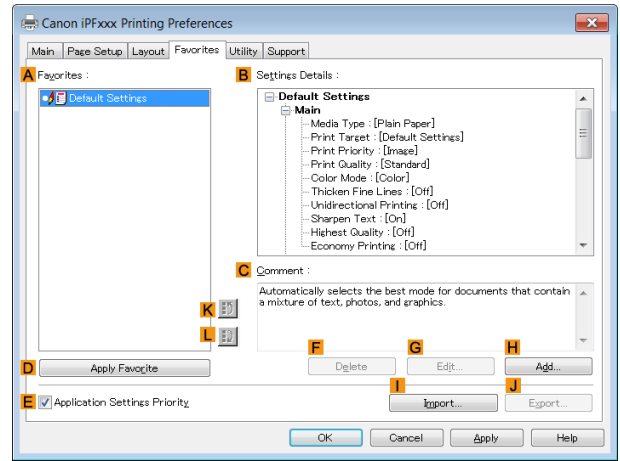 Canon iPFxxx Printing Preferences
Main Page Setup Layout Favorites Utility Support
A Favorites :
B Settings Details :
Default Settings
Default Settings
Main
Media Type : [Plain Paper]
Print Target : [Default Settings]
Print Priority : [Image]
Print Quality : [Standard]
Color Mode : [Color]
Thicken Fine Lines : [Off]
Unidirectional Printing : [Off]
Sharpen Text : [On]
Highest Quality : [Off]
Economy Printing : [Off]
C Comment :
Automatically selects the best mode for documents that contain
a mixture of text, photos, and graphics.
K
L
F G H
D Apply Favorite Delete Edit... Add...
I J
E Application Settings Priority Import... Export...
OK Cancel Apply Help